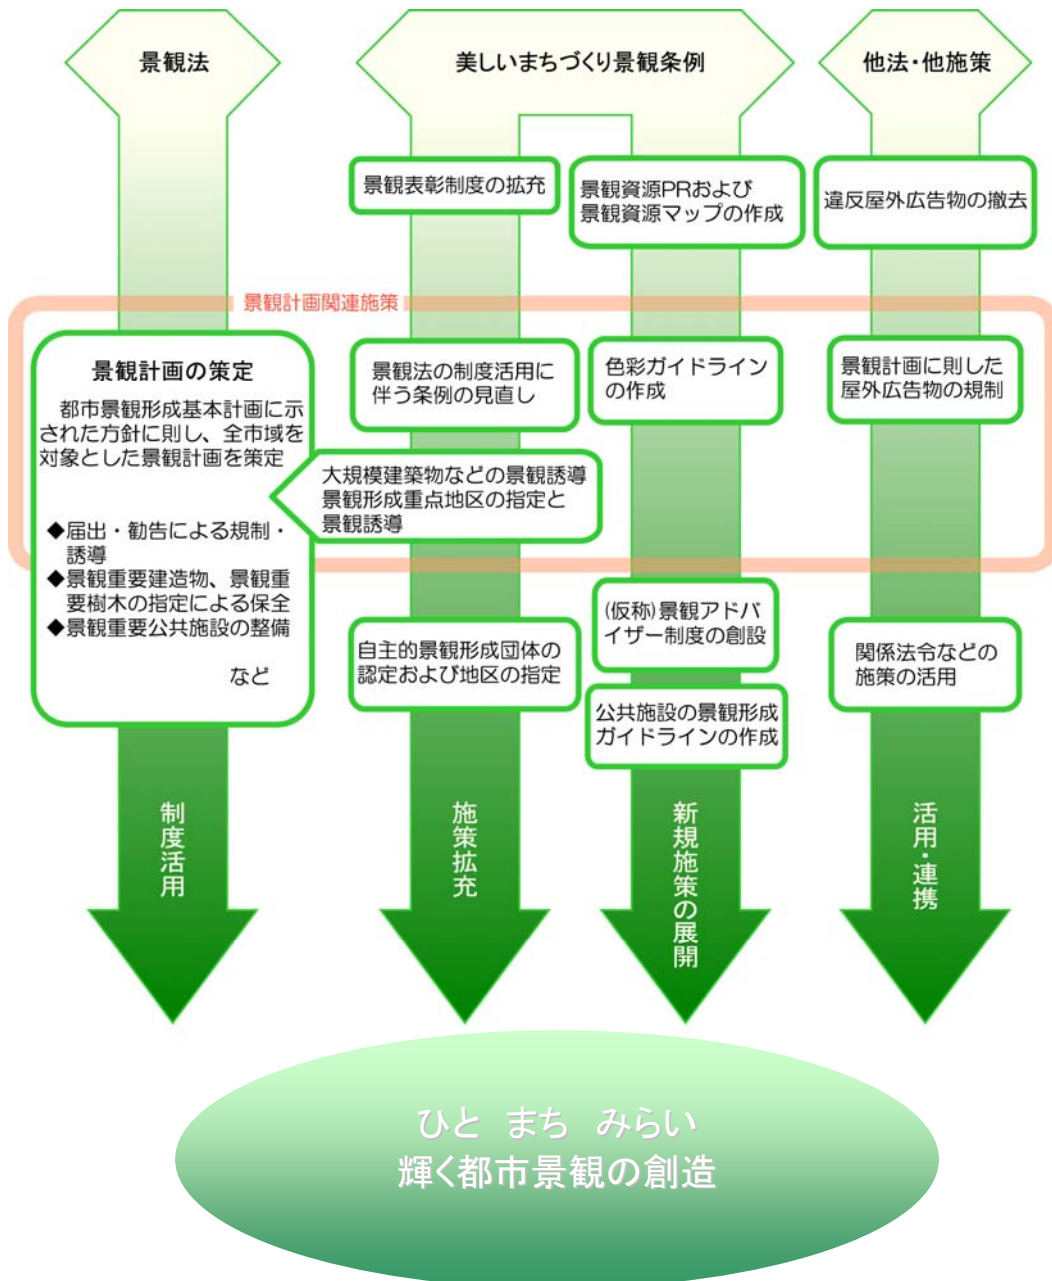 景観法
美しいまちづくり景観条例
他法・他施策
景観表彰制度の拡充
景観資源PRおよび
景観資源マップの作成
違反屋外広告物の撤去
景観計画関連施策
景観計画の策定
都市景観形成基本計画に示
された方針に則し、全市域を
対象とした景観計画を策定
◆届出・勧告による規制・
誘導
◆景観重要建造物、景観重
要樹木の指定による保全
◆景観重要公共施設の整備
など
景観法の制度活用に
伴う条例の見直し
色彩ガイドライン
の作成
景観計画に則した
屋外広告物の規制
大規模建築物などの景観誘導
景観形成重点地区の指定と
景観誘導
自主的景観形成団体の
認定および地区の指定
(仮称)景観アドバ
イザー制度の創設
公共施設の景観形成
ガイドラインの作成
関係法令などの
施策の活用
制度活用
施策拡充
新規施策の展開
活用・連携
ひと まち みらい
輝く都市景観の創造